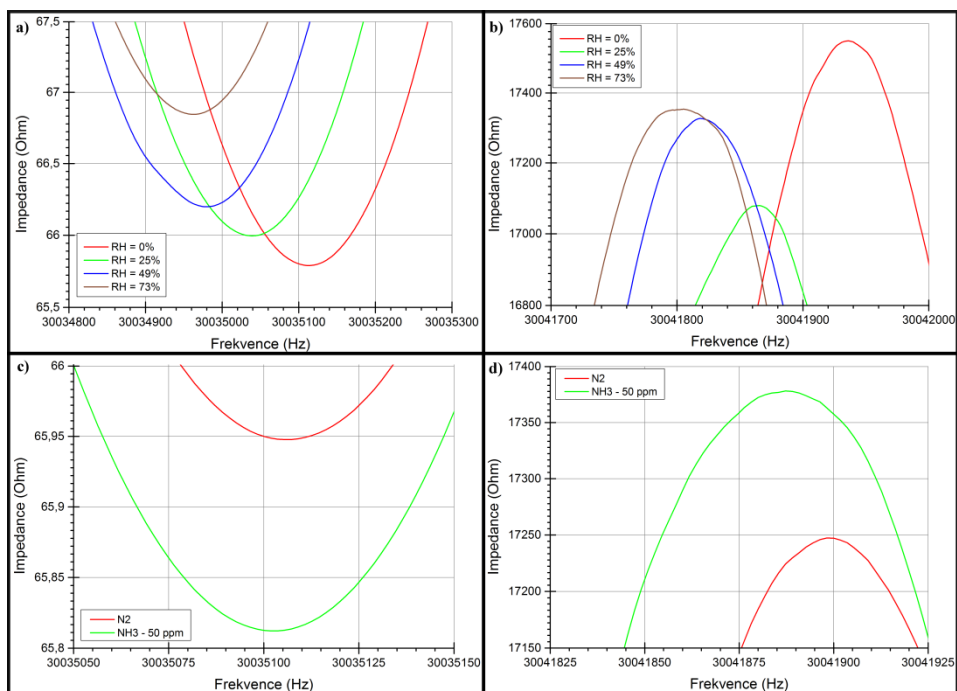 a)
67,5
67
66,5
66
65,5
Impedance (Ohm)
RH = 0%
RH = 25%
RH = 49%
RH = 73%
30034800 30034900 30035000 30035100 30035200 30035300
Frekvence (Hz)
b)
17600
17400
17200
17000
16800
Impedance (Ohm)
RH = 0%
RH = 25%
RH = 49%
RH = 73%
30041700 30041800 30041900 30042000
Frekvence (Hz)
c)
66
65,95
65,9
65,85
65,8
Impedance (Ohm)
N2
NH3 - 50 ppm
30035050 30035075 30035100 30035125 30035150
Frekvence (Hz)
d)
17400
17350
17300
17250
17200
17150
Impedance (Ohm)
N2
NH3 - 50 ppm
30041825 30041850 30041875 30041900 30041925
Frekvence (Hz)